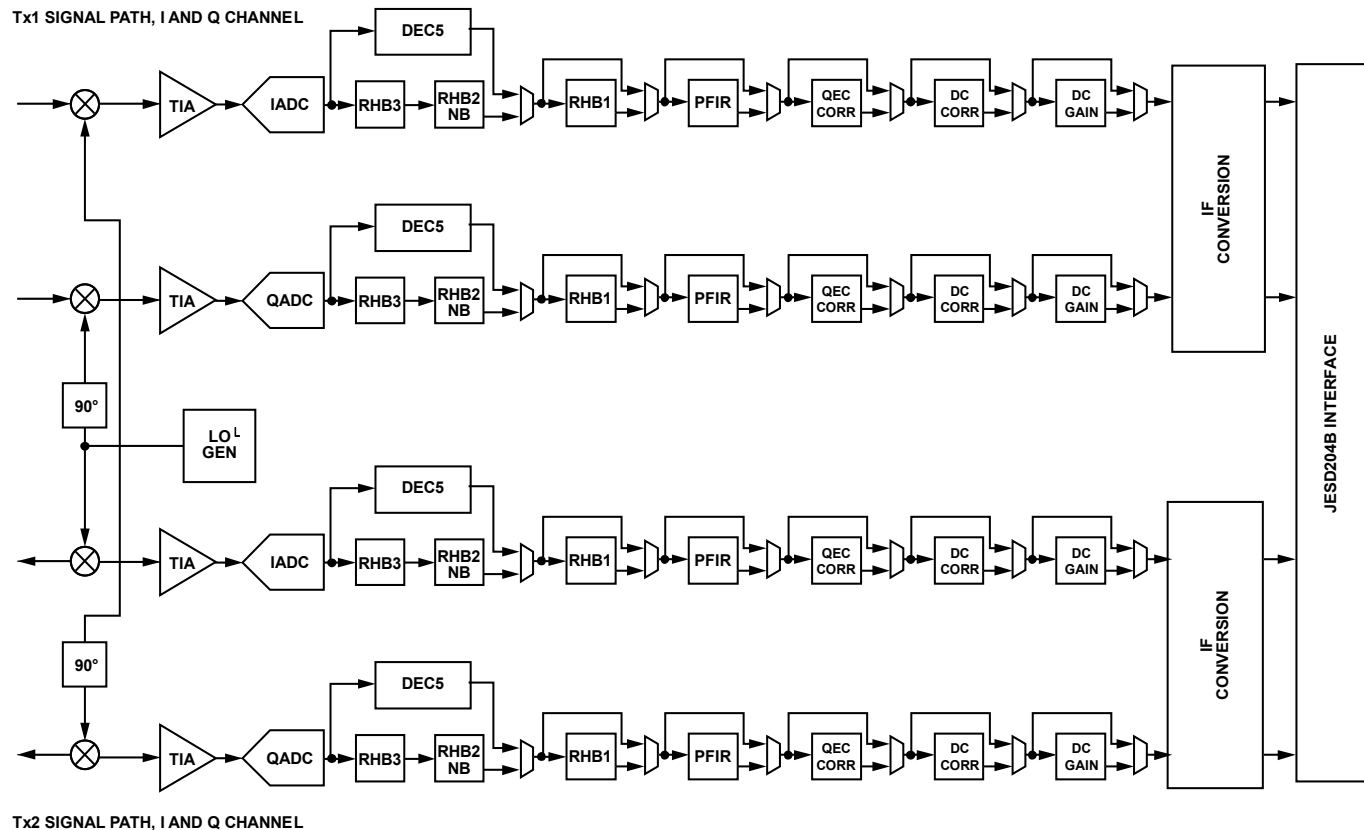 Tx1 SIGNAL PATH, I AND Q CHANNEL
DEC5
TIA
IADC
RHB3
RHB2
NB
RHB1
PFIR
QEC
CORR
DC
CORR
DC
GAIN
IF
CONVERSION
DEC5
TIA
QADC
RHB3
RHB2
NB
RHB1
PFIR
QEC
CORR
DC
CORR
DC
GAIN
90°
LO L
GEN
JESD204B INTERFACE
DEC5
TIA
IADC
RHB3
RHB2
NB
RHB1
PFIR
QEC
CORR
DC
CORR
DC
GAIN
IF
CONVERSION
90°
DEC5
TIA
QADC
RHB3
RHB2
NB
RHB1
PFIR
QEC
CORR
DC
CORR
DC
GAIN
Tx2 SIGNAL PATH, I AND Q CHANNEL